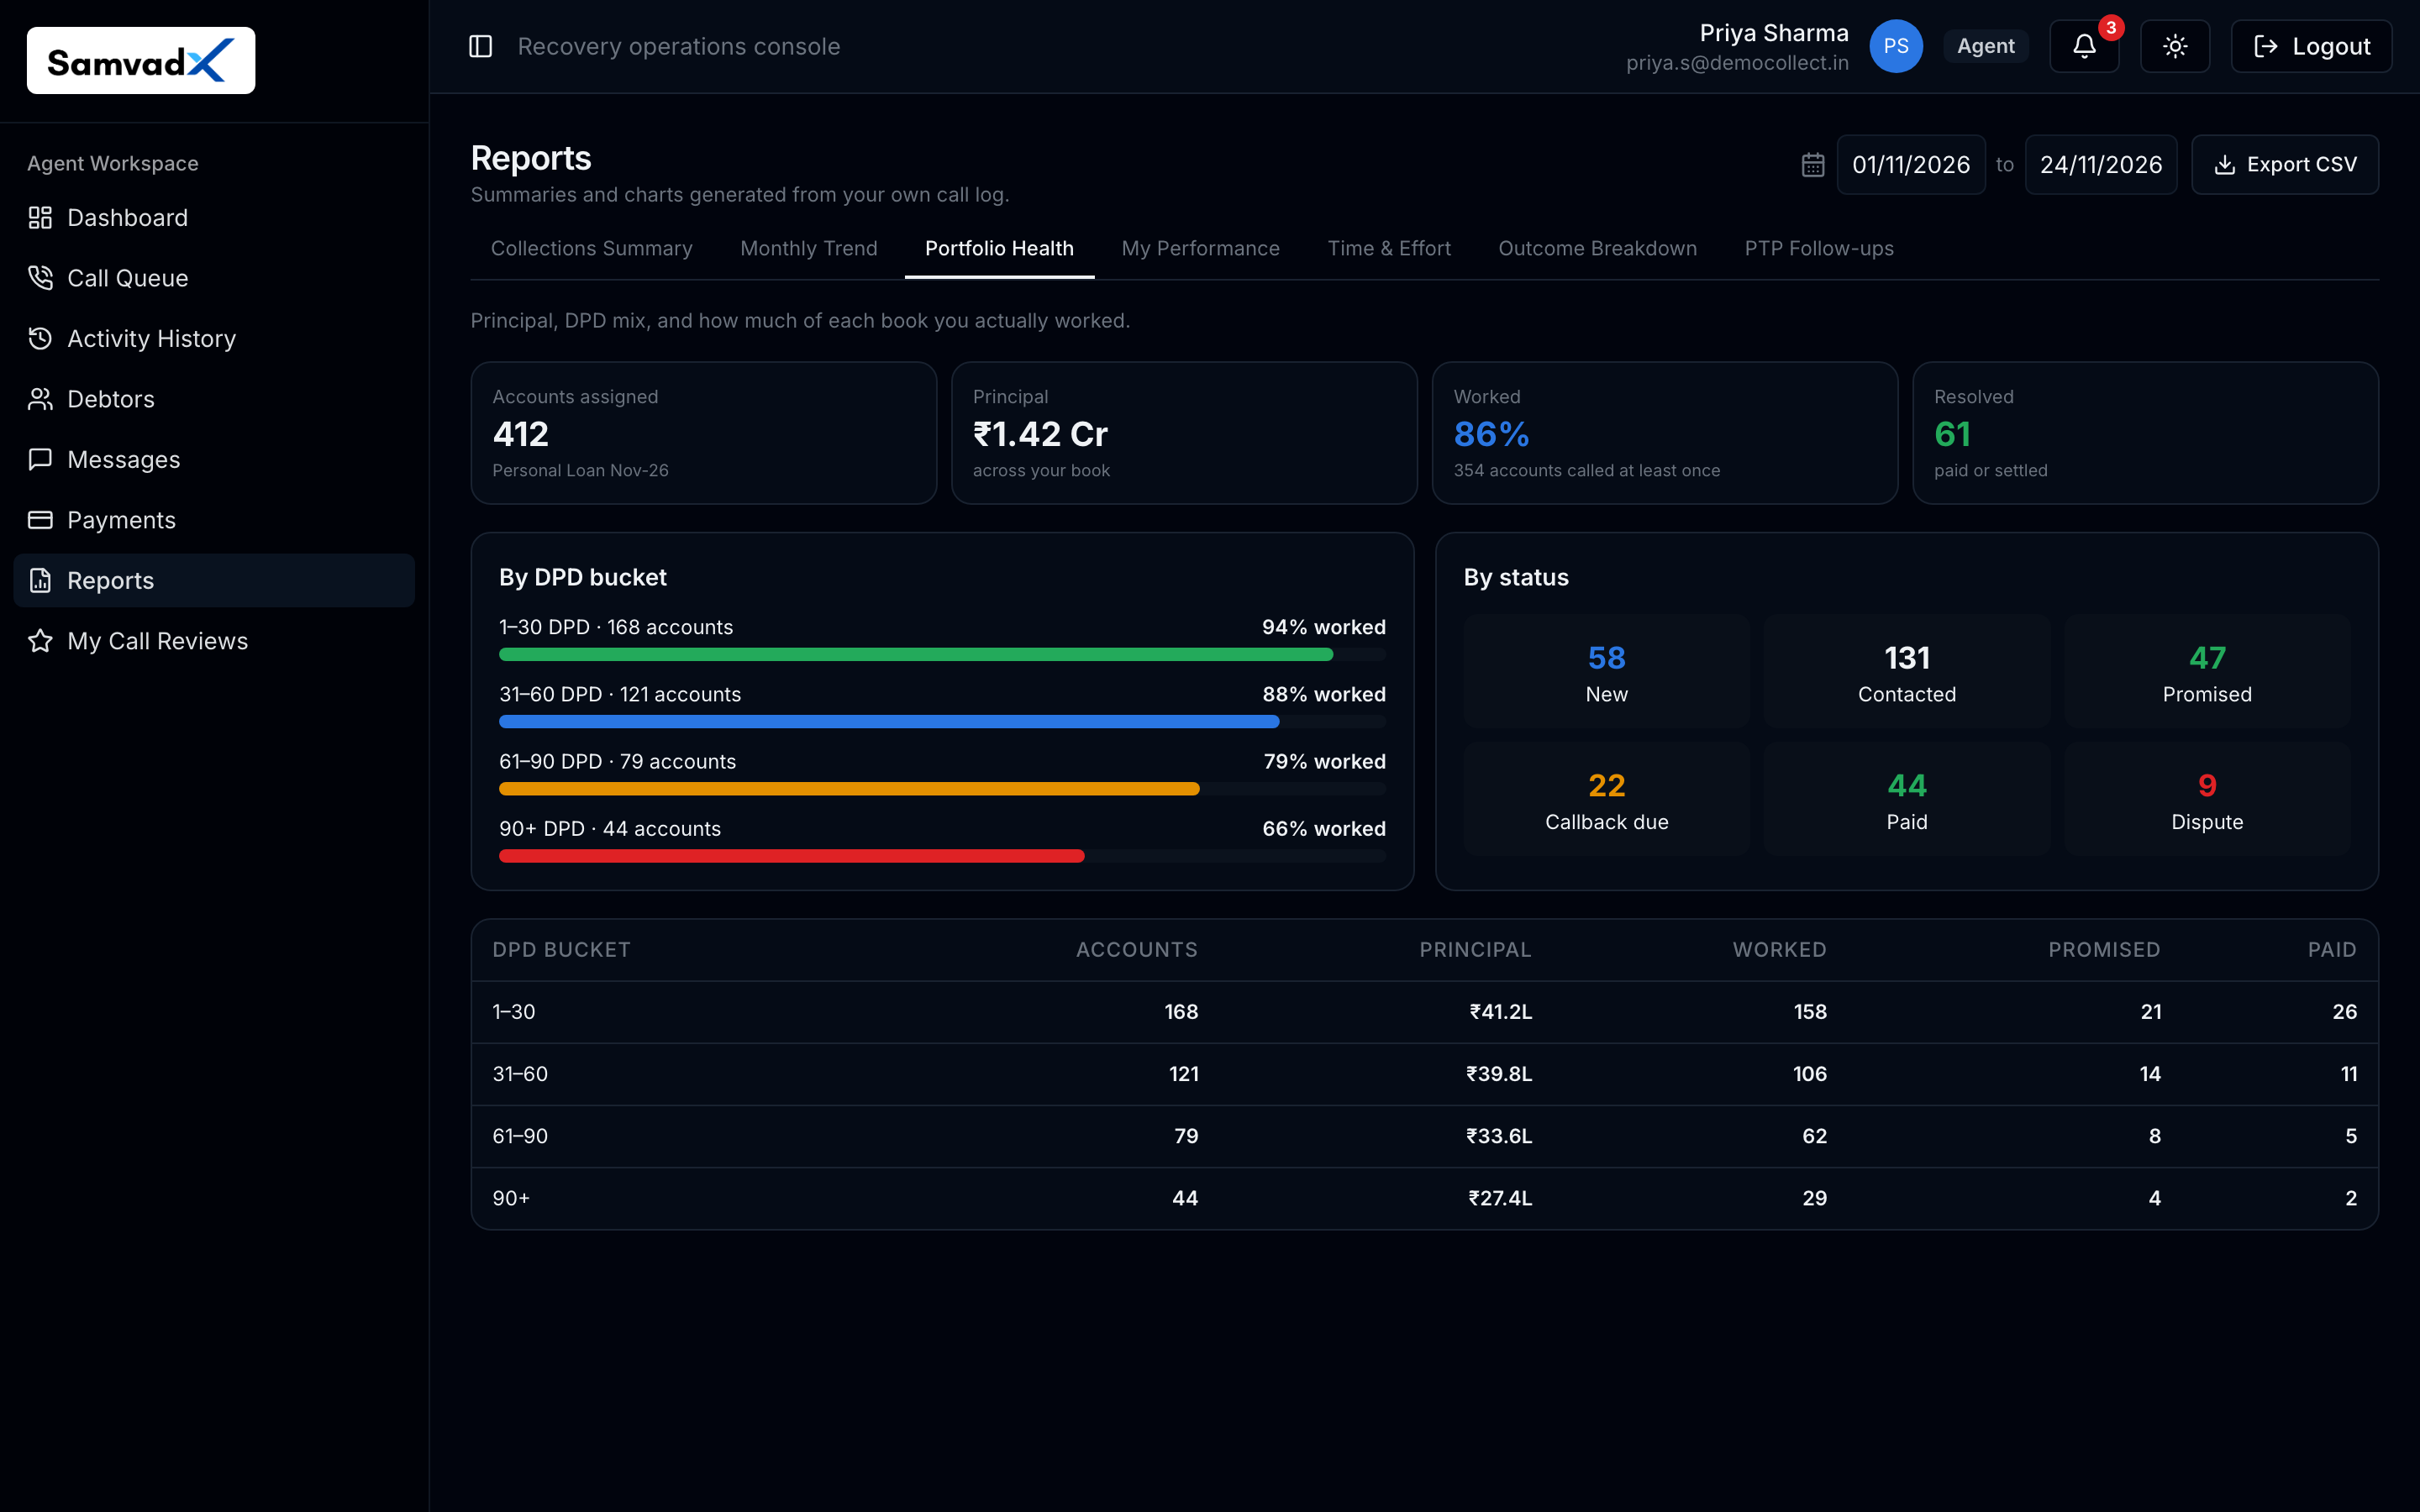 SamvadX
Agent Workspace
Dashboard
Call Queue
Activity History
Debtors
Messages
Payments
Reports
My Call Reviews
Recovery operations console
Priya Sharma
priya.s@democollect.in
PS
Agent
3
Logout
Reports
Summaries and charts generated from your own call log.
01/11/2026 to 24/11/2026
Export CSV
Collections Summary Monthly Trend Portfolio Health My Performance Time & Effort Outcome Breakdown PTP Follow-ups
Principal, DPD mix, and how much of each book you actually worked.
Accounts assigned
412
Personal Loan Nov-26
Principal
₹1.42 Cr
across your book
Worked
86%
354 accounts called at least once
Resolved
61
paid or settled
By DPD bucket
1–30 DPD · 168 accounts 94% worked
31–60 DPD · 121 accounts 88% worked
61–90 DPD · 79 accounts 79% worked
90+ DPD · 44 accounts 66% worked
By status
58
New
131
Contacted
47
Promised
22
Callback due
44
Paid
9
Dispute
DPD BUCKET ACCOUNTS PRINCIPAL WORKED PROMISED PAID
1–30 168 ₹41.2L 158 21 26
31–60 121 ₹39.8L 106 14 11
61–90 79 ₹33.6L 62 8 5
90+ 44 ₹27.4L 29 4 2